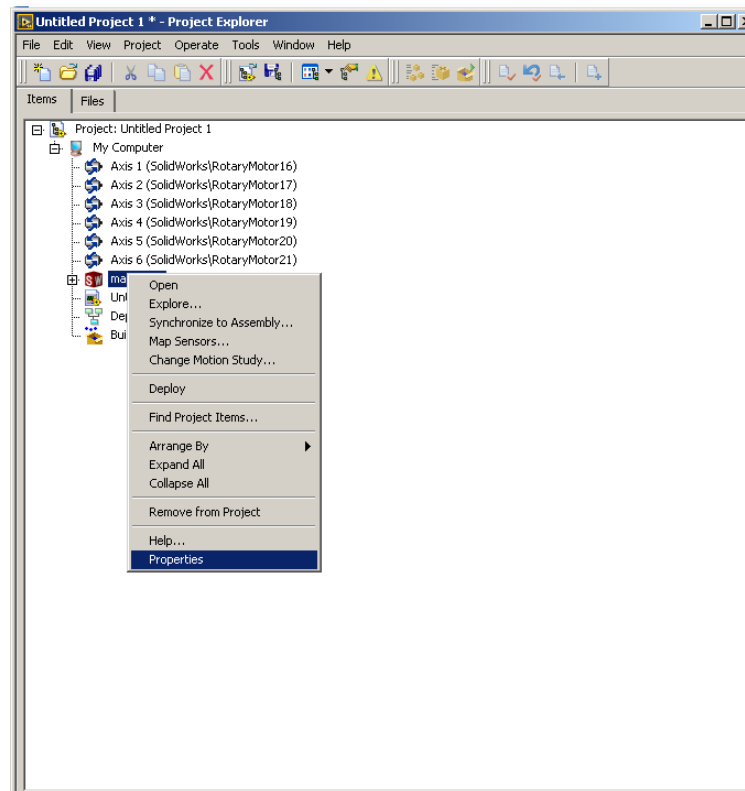 Untitled Project 1 * - Project Explorer
File Edit View Project Operate Tools Window Help
Items Files
Project: Untitled Project 1
My Computer
Axis 1 (SolidWorks\RotaryMotor16)
Axis 2 (SolidWorks\RotaryMotor17)
Axis 3 (SolidWorks\RotaryMotor18)
Axis 4 (SolidWorks\RotaryMotor19)
Axis 5 (SolidWorks\RotaryMotor20)
Axis 6 (SolidWorks\RotaryMotor21)
SW
Open
Explore...
Synchronize to Assembly...
Map Sensors...
Change Motion Study...
Deploy
Find Project Items...
Arrange By
Expand All
Collapse All
Remove from Project
Help...
Properties